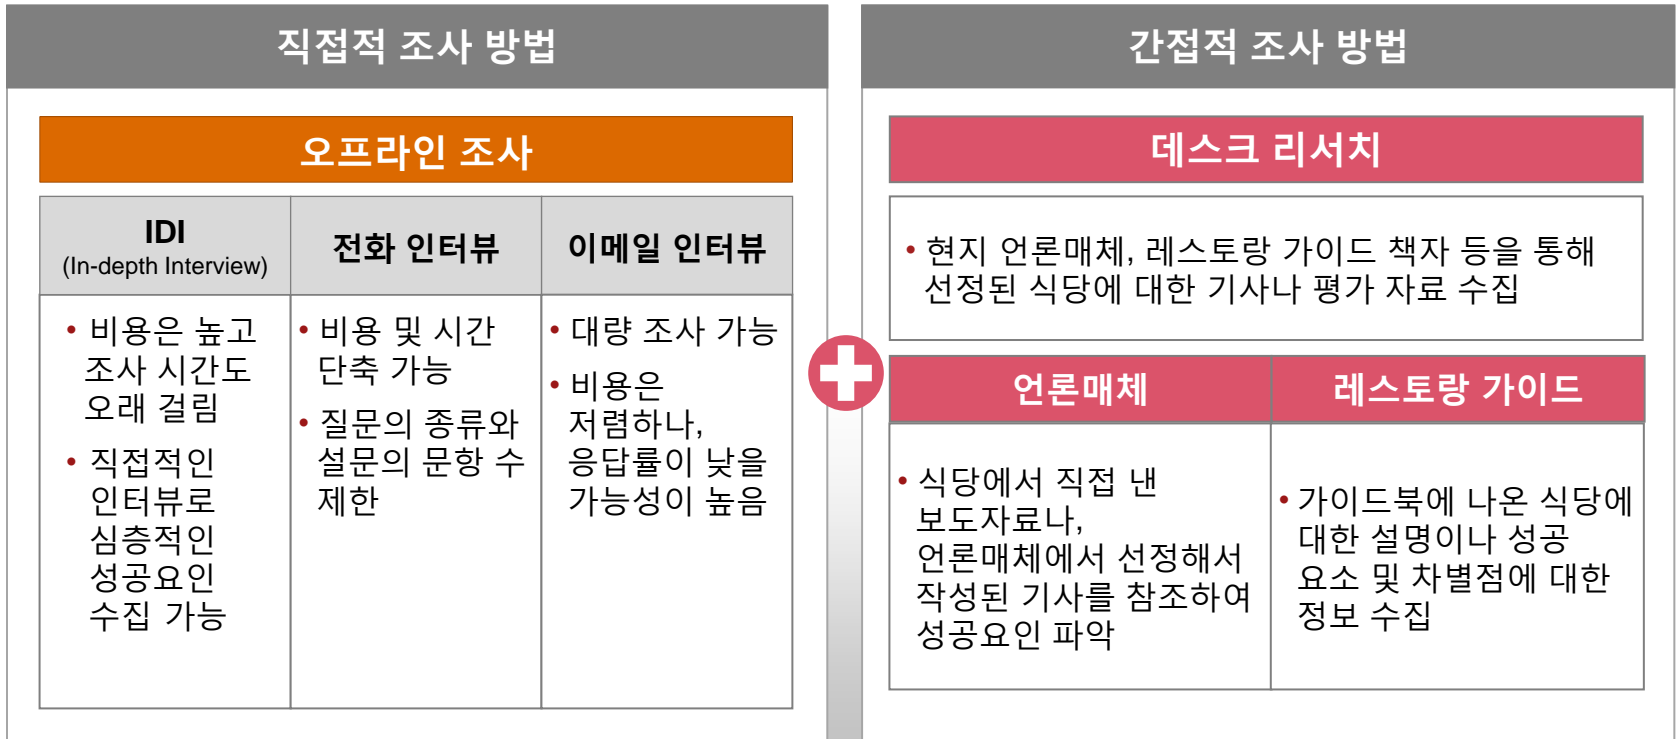 직접적 조사 방법
오프라인 조사
IDI
(In-depth Interview)
전화 인터뷰
이메일 인터뷰
• 비용은 높고
조사 시간도
오래 걸림
• 직접적인
인터뷰로
심층적인
성공요인
수집 가능
• 비용 및 시간
단축 가능
• 질문의 종류와
설문의 문항 수
제한
• 대량 조사 가능
• 비용은
저렴하나,
응답률이 낮을
가능성이 높음
간접적 조사 방법
데스크 리서치
• 현지 언론매체, 레스토랑 가이드 책자 등을 통해
선정된 식당에 대한 기사나 평가 자료 수집
언론매체
레스토랑 가이드
• 식당에서 직접 낸
보도자료나,
언론매체에서 선정해서
작성된 기사를 참조하여
성공요인 파악
• 가이드북에 나온 식당에
대한 설명이나 성공
요소 및 차별점에 대한
정보 수집